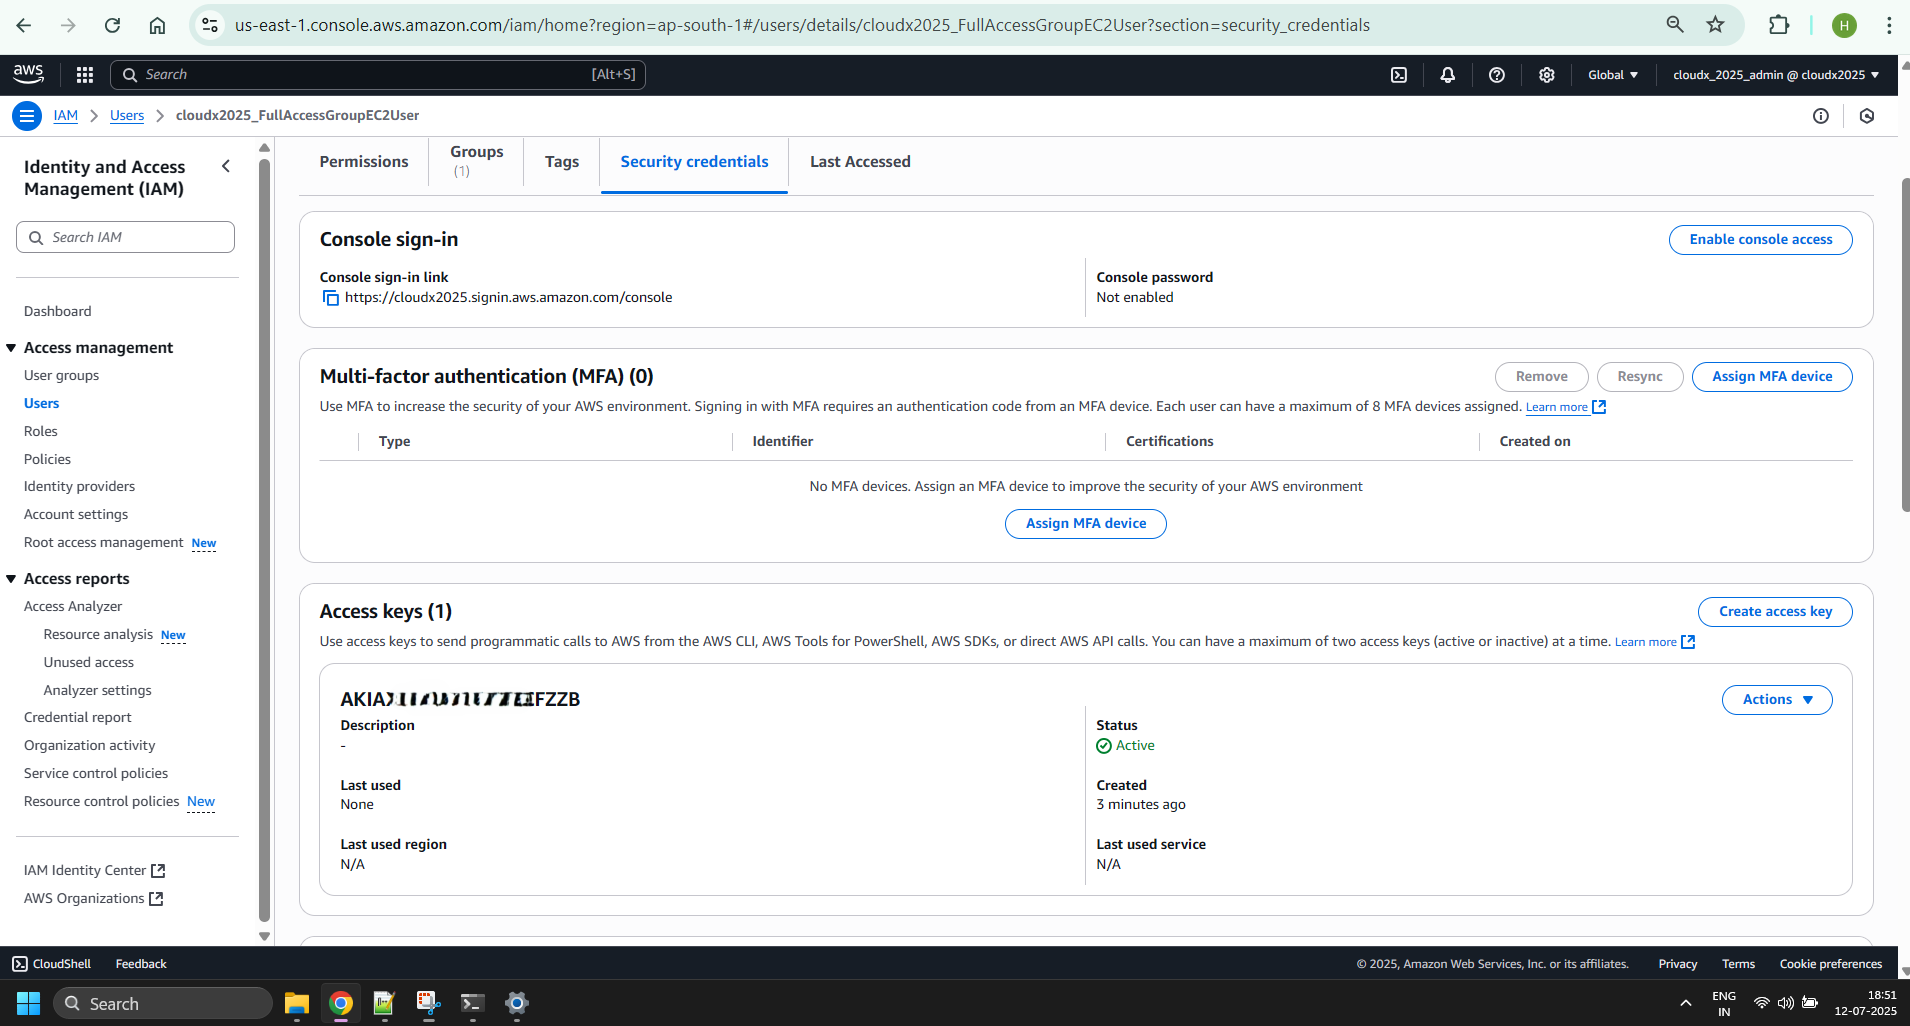 us-east-1.console.aws.amazon.com/iam/home?region=ap-south-1#/users/details/cloudx2025_FullAccessGroupEC2User?section=security_credentials
H
aws
Search
[Alt+S]
Global
cloudx_2025_admin @ cloudx2025
IAM
Users
cloudx2025_FullAccessGroupEC2User
Identity and Access
Management (IAM)
Search IAM
Dashboard
Access management
User groups
Users
Roles
Policies
Identity providers
Account settings
Root access management New
Access reports
Access Analyzer
Resource analysis New
Unused access
Analyzer settings
Credential report
Organization activity
Service control policies
Resource control policies New
IAM Identity Center
AWS Organizations
Permissions
Groups
(1)
Tags
Security credentials
Last Accessed
Console sign-in
Enable console access
Console sign-in link
https://cloudx2025.signin.aws.amazon.com/console
Console password
Not enabled
Multi-factor authentication (MFA) (0)
Remove
Resync
Assign MFA device
Use MFA to increase the security of your AWS environment. Signing in with MFA requires an authentication code from an MFA device. Each user can have a maximum of 8 MFA devices assigned. Learn more
Type
Identifier
Certifications
Created on
No MFA devices. Assign an MFA device to improve the security of your AWS environment
Assign MFA device
Access keys (1)
Create access key
Use access keys to send programmatic calls to AWS from the AWS CLI, AWS Tools for PowerShell, AWS SDKs, or direct AWS API calls. You can have a maximum of two access keys (active or inactive) at a time. Learn more
Actions
Description
-
Status
Active
Last used
None
Created
3 minutes ago
Last used region
N/A
Last used service
N/A
CloudShell
Feedback
© 2025, Amazon Web Services, Inc. or its affiliates.
Privacy
Terms
Cookie preferences
Search
ENG
IN
18:51
12-07-2025